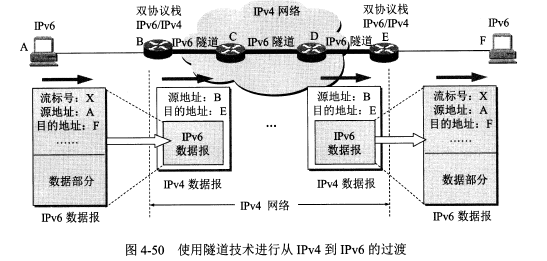 IPv6
双协议栈
IPv6/IPv4
IPv4 网络
双协议栈
IPv6/IPv4
IPv6
A
B
IPv6 隧道
C
IPv6 隧道
D
IPv6 隧道
E
F
流标号：X
源地址：A
目的地址：F
……
数据部分
IPv6 数据报
源地址：B
目的地址：E
IPv6
数据报
IPv4 数据报
…
源地址：B
目的地址：E
IPv6
数据报
IPv4 数据报
流标号：X
源地址：A
目的地址：F
……
数据部分
IPv6 数据报
IPv4 网络
图 4-50 使用隧道技术进行从 IPv4 到 IPv6 的过渡